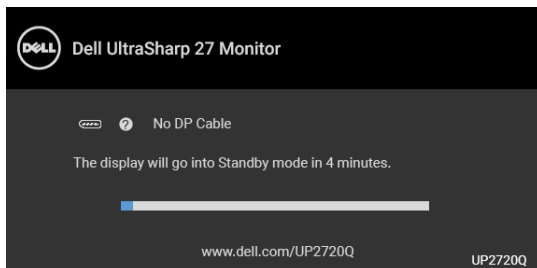 DELL
Dell UltraSharp 27 Monitor
? No DP Cable
The display will go into Standby mode in 4 minutes.
www.dell.com/UP2720Q
UP2720Q